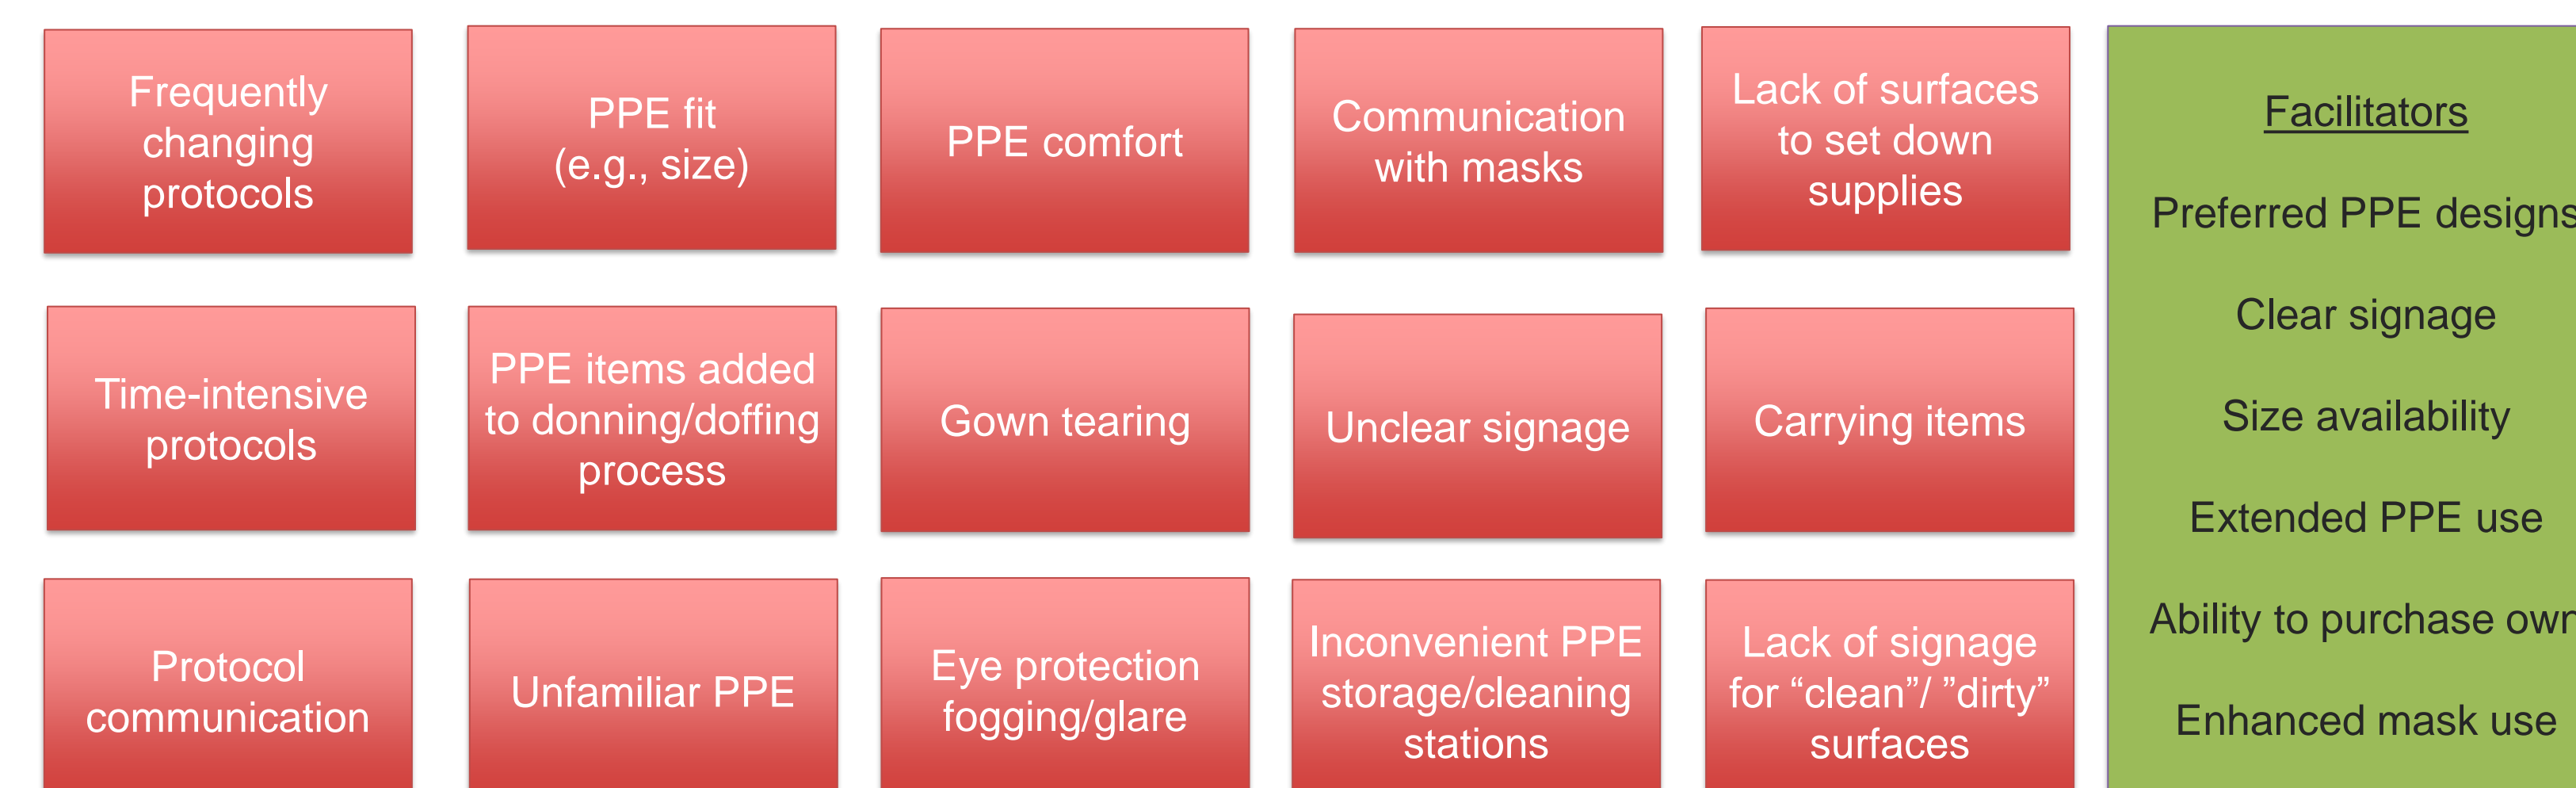 Frequently
changing
protocols
PPE fit
(e.g., size)
PPE comfort
Communication
with masks
Lack of surfaces
to set down
supplies
Time-intensive
protocols
PPE items added
to donning/doffing
process
Gown tearing
Unclear signage
Carrying items
Protocol
communication
Unfamiliar PPE
Eye protection
fogging/glare
Inconvenient PPE
storage/cleaning
stations
Lack of signage
for “clean”/ ”dirty”
surfaces
Facilitators
Preferred PPE designs
Clear signage
Size availability
Extended PPE use
Ability to purchase own
Enhanced mask use